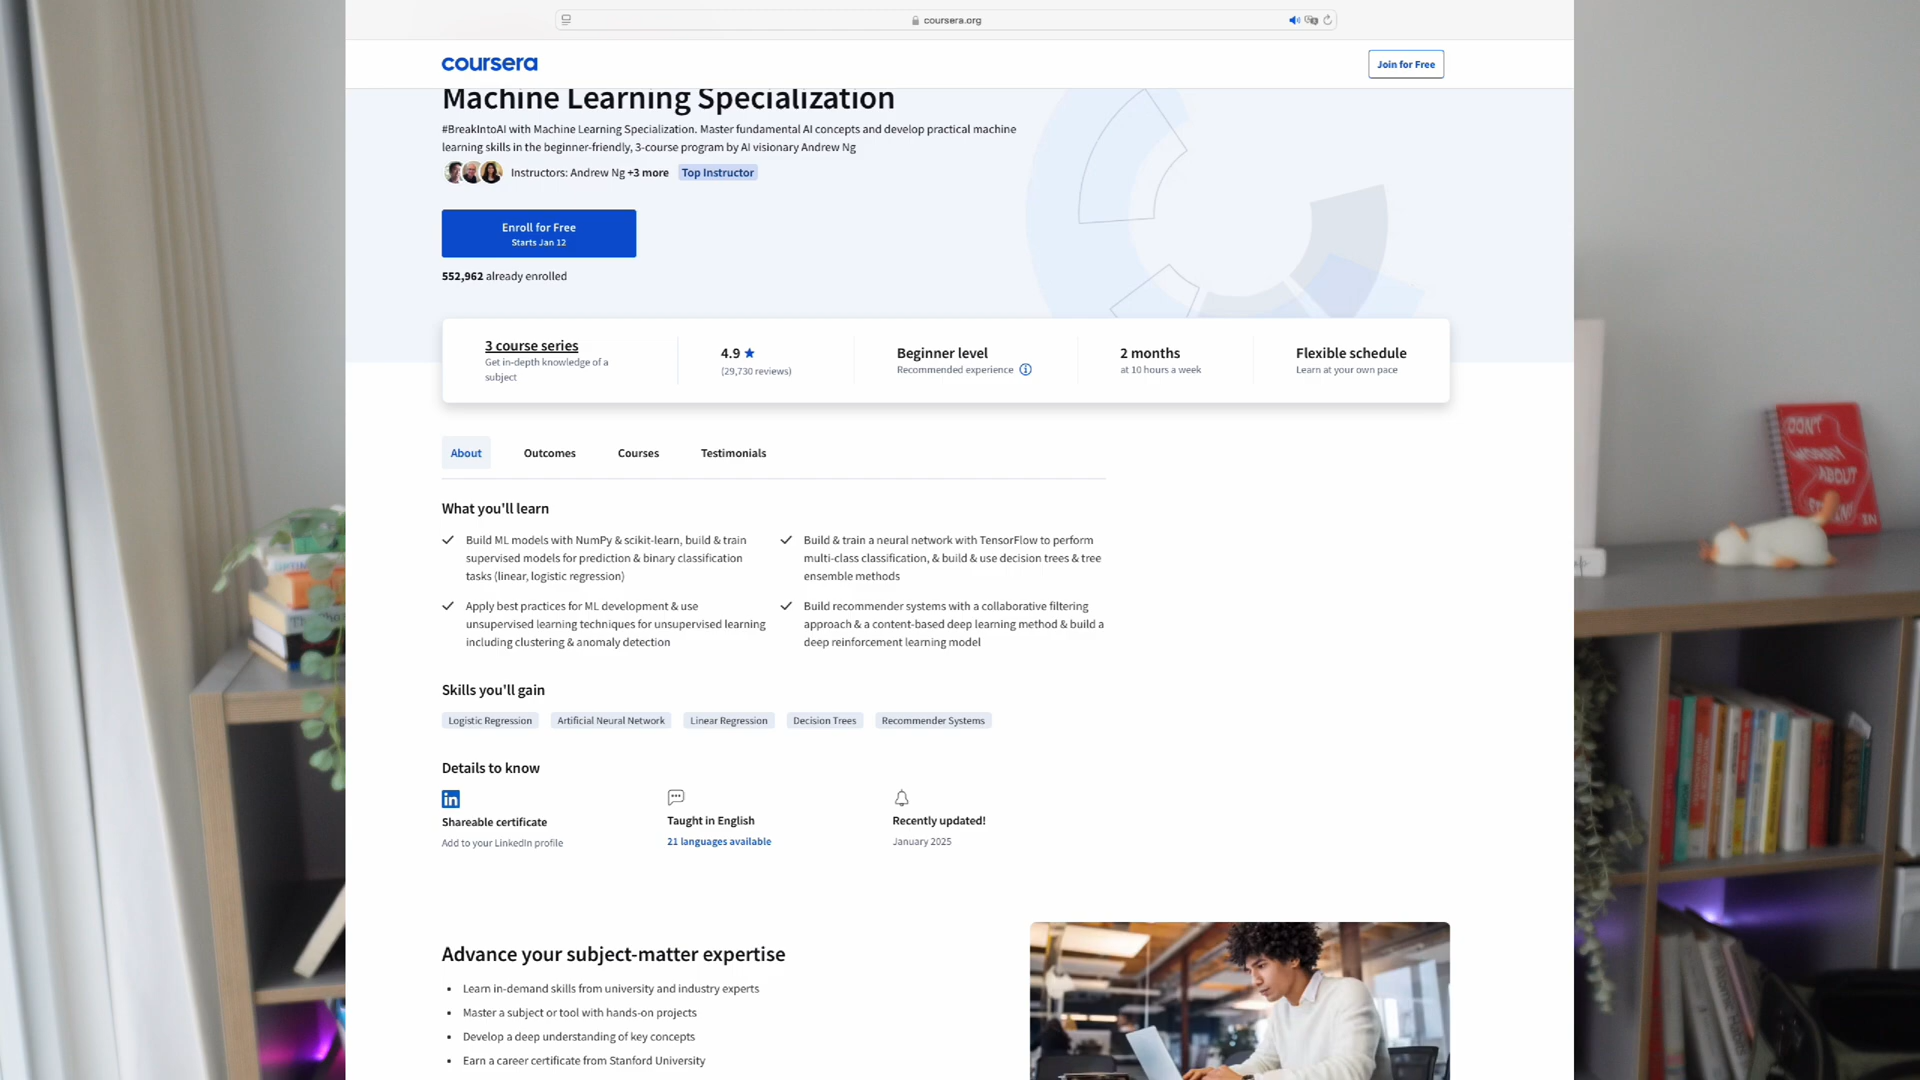 coursera.org
coursera
Join for Free
Machine Learning Specialization
#BreakIntoAI with Machine Learning Specialization. Master fundamental AI concepts and develop practical machine
learning skills in the beginner-friendly, 3-course program by AI visionary Andrew Ng
Instructors: Andrew Ng +3 more Top Instructor
Enroll for Free
Starts Jan 12
552,962 already enrolled
3 course series
Get in-depth knowledge of a
subject
4.9
(29,730 reviews)
Beginner level
Recommended experience
2 months
at 10 hours a week
Flexible schedule
Learn at your own pace
About Outcomes Courses Testimonials
What you'll learn
Build ML models with NumPy & scikit-learn, build & train
supervised models for prediction & binary classification
tasks (linear, logistic regression)
Build & train a neural network with TensorFlow to perform
multi-class classification, & build & use decision trees & tree
ensemble methods
Apply best practices for ML development & use
unsupervised learning techniques for unsupervised learning
including clustering & anomaly detection
Build recommender systems with a collaborative filtering
approach & a content-based deep learning method & build a
deep reinforcement learning model
Skills you'll gain
Logistic Regression Artificial Neural Network Linear Regression Decision Trees Recommender Systems
Details to know
Shareable certificate
Add to your LinkedIn profile
Taught in English
21 languages available
Recently updated!
January 2025
Advance your subject-matter expertise
Learn in-demand skills from university and industry experts
Master a subject or tool with hands-on projects
Develop a deep understanding of key concepts
Earn a career certificate from Stanford University
DON'T
WORRY
ABOUT